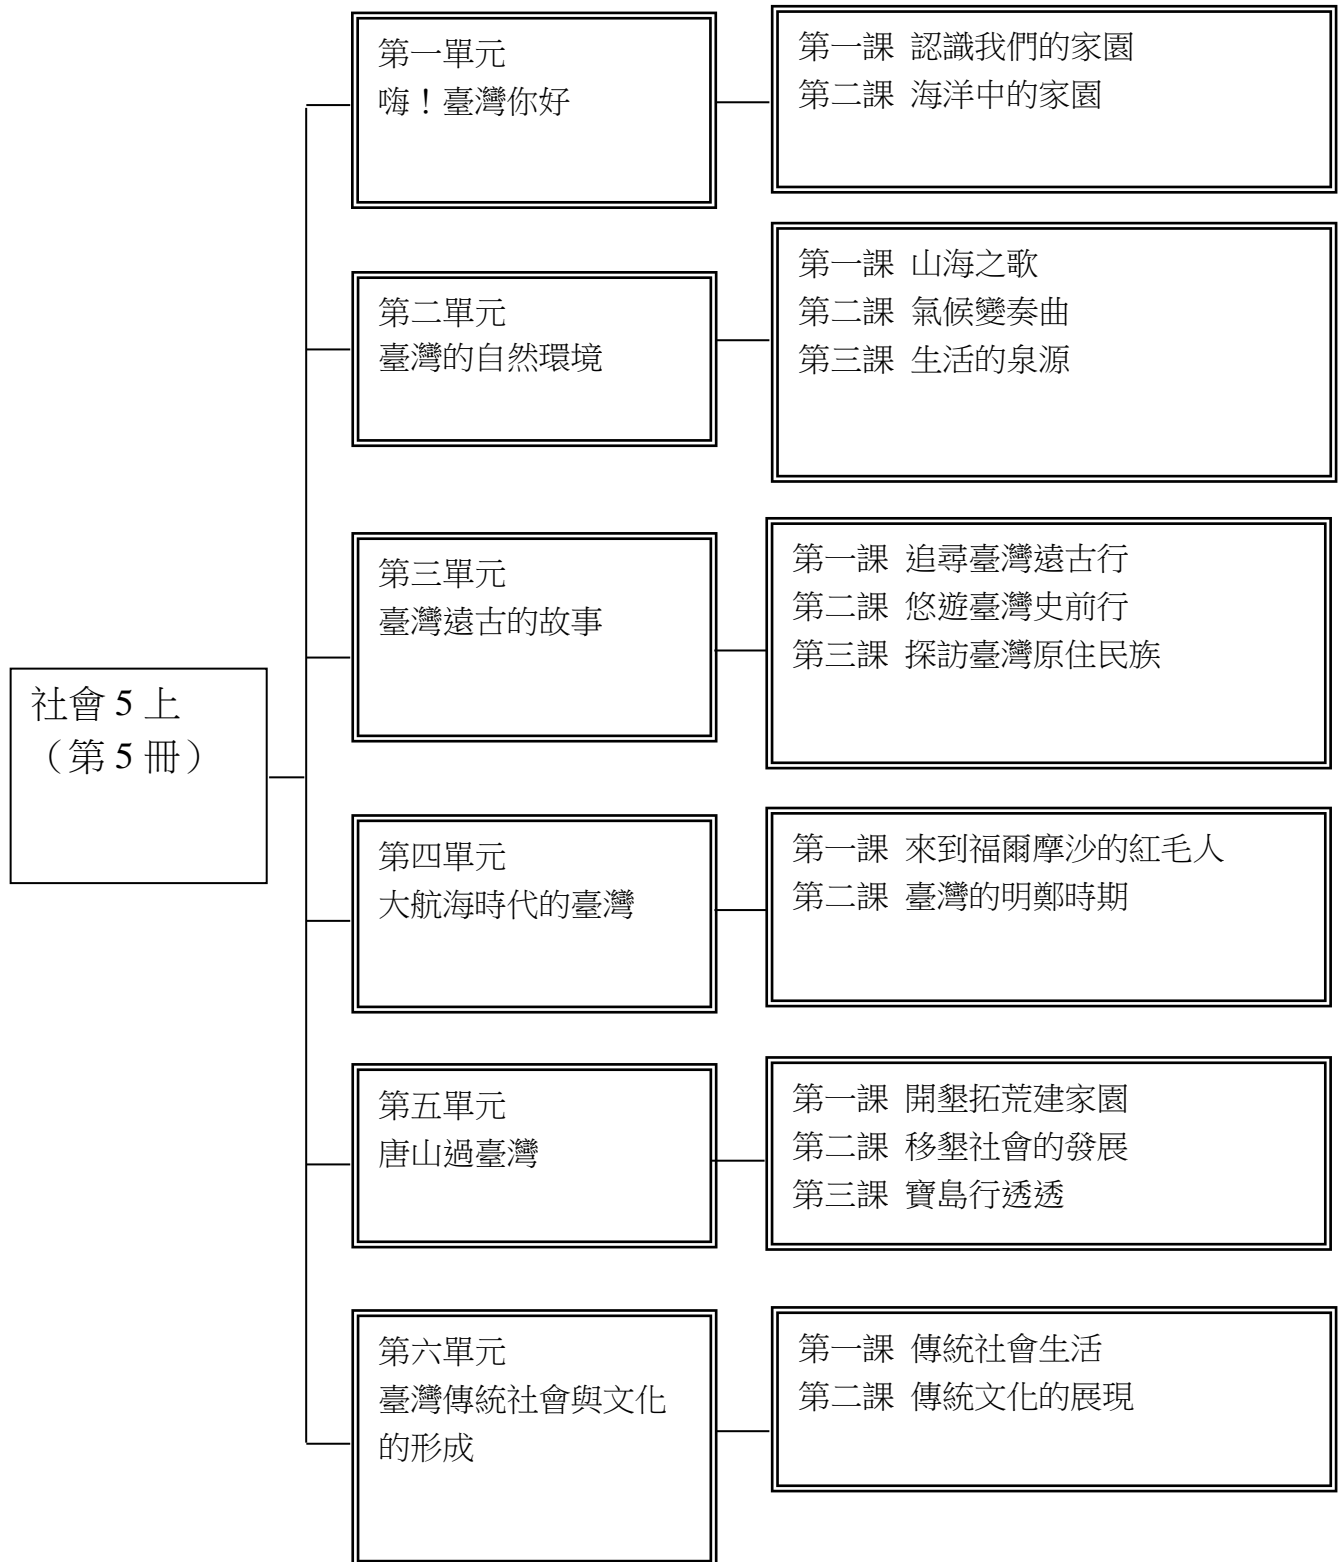 社會 5 上
（第 5 冊）
第一單元
嗨！臺灣你好
第一課 認識我們的家園
第二課 海洋中的家園
第二單元
臺灣的自然環境
第一課 山海之歌
第二課 氣候變奏曲
第三課 生活的泉源
第三單元
臺灣遠古的故事
第一課 追尋臺灣遠古行
第二課 悠遊臺灣史前行
第三課 探訪臺灣原住民族
第四單元
大航海時代的臺灣
第一課 來到福爾摩沙的紅毛人
第二課 臺灣的明鄭時期
第五單元
唐山過臺灣
第一課 開墾拓荒建家園
第二課 移墾社會的發展
第三課 寶島行透透
第六單元
臺灣傳統社會與文化
的形成
第一課 傳統社會生活
第二課 傳統文化的展現